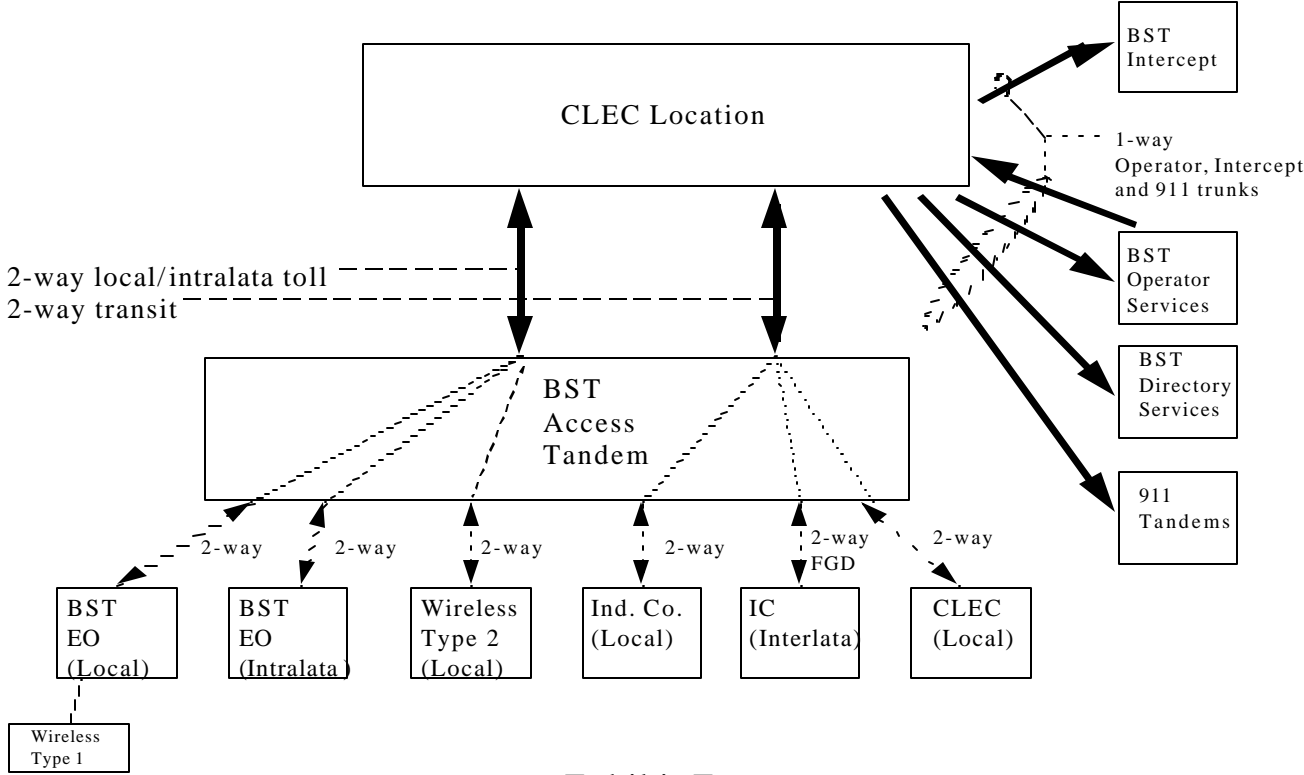 BST
Intercept
CLEC Location
1-way
Operator, Intercept
and 911 trunks
2-way local/intralata toll
2-way transit
BST
Operator
Services
BST
Directory
Services
BST
Access
Tandem
911
Tandems
2-way
2-way
2-way
2-way
2-way
FGD
2-way
BST
EO
(Local)
BST
EO
(Intralata)
Wireless
Type 2
(Local)
Ind. Co.
(Local)
IC
(Interlata)
CLEC
(Local)
Wireless
Type 1